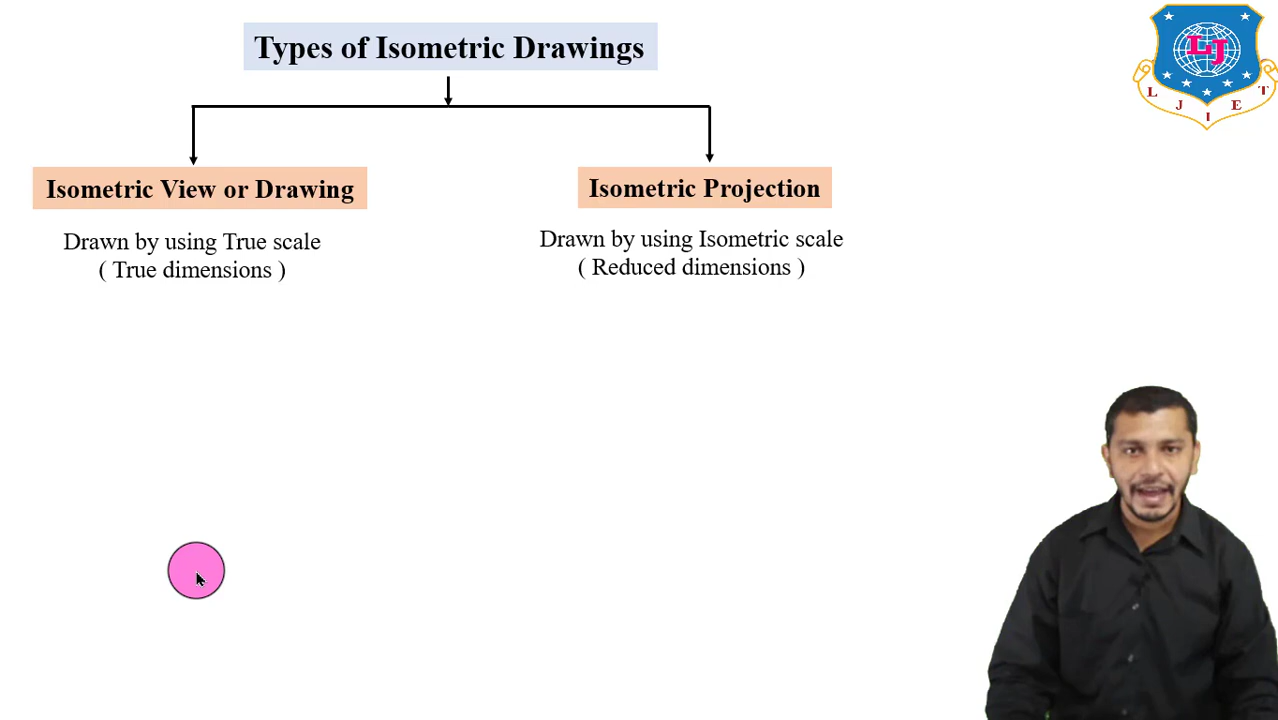 Types of Isometric Drawings
Isometric View or Drawing
Isometric Projection
Drawn by using True scale
( True dimensions )
Drawn by using Isometric scale
( Reduced dimensions )
LJ
L J I E T